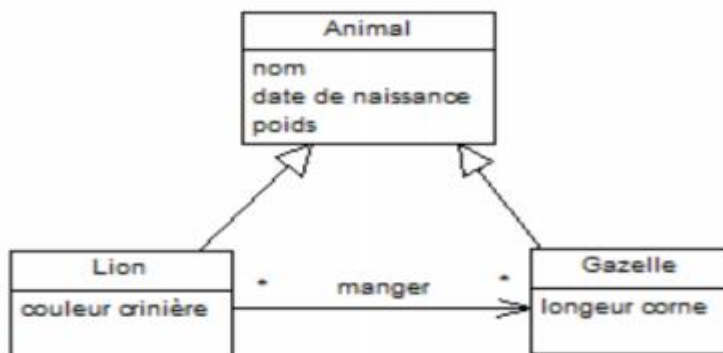 Animal
nom
date de naissance
poids
Lion
couleur crinière
* manger *
Gazelle
longeur corne